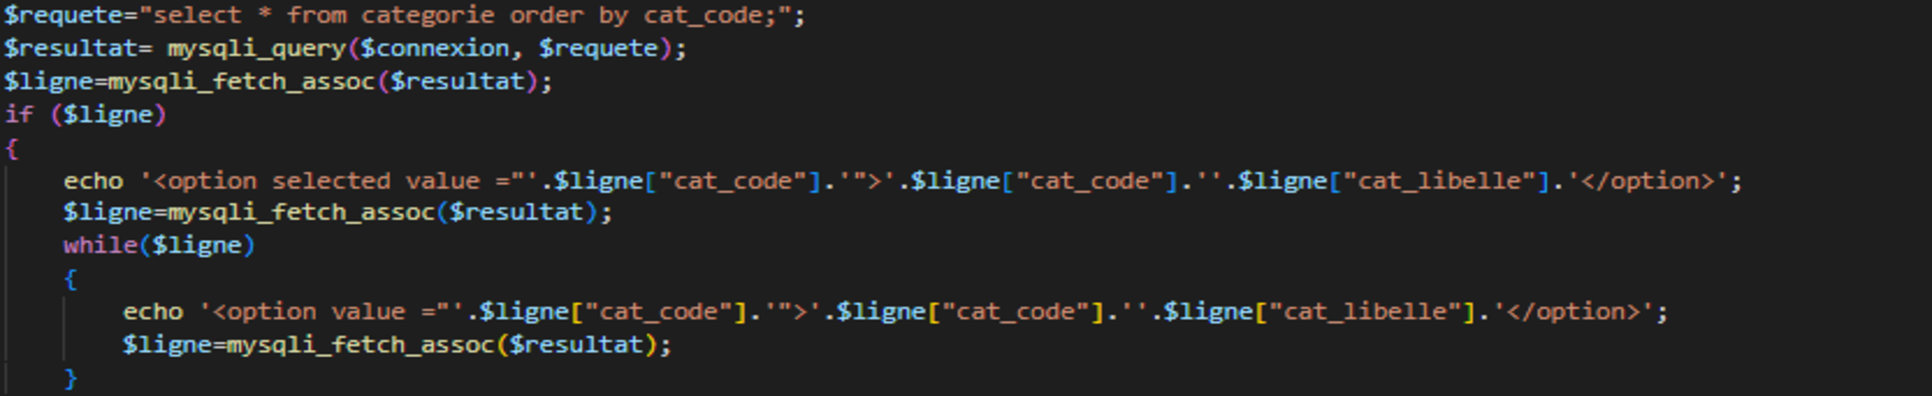 $requete="select * from categorie order by cat_code;";
$resultat= mysqli_query($connexion, $requete);
$ligne=mysqli_fetch_assoc($resultat);
if ($ligne)
{
echo '<option selected value ="'.$ligne["cat_code"].'">'.$ligne["cat_code"].''.$ligne["cat_libelle"].'</option>';
$ligne=mysqli_fetch_assoc($resultat);
while($ligne)
{
echo '<option value ="'.$ligne["cat_code"].'">'.$ligne["cat_code"].''.$ligne["cat_libelle"].'</option>';
$ligne=mysqli_fetch_assoc($resultat);
}